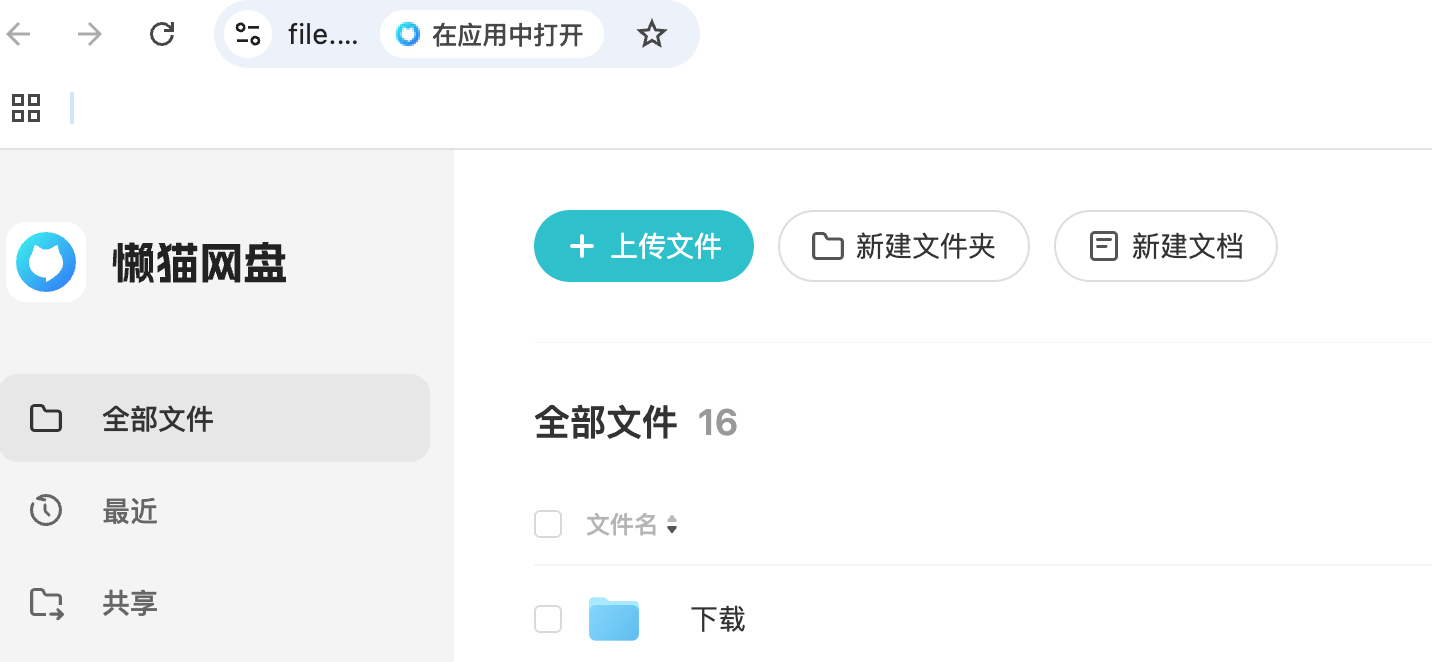 file....
在应用中打开
懒猫网盘
上传文件
新建文件夹
新建文档
全部文件
最近
共享
全部文件 16
文件名
下载